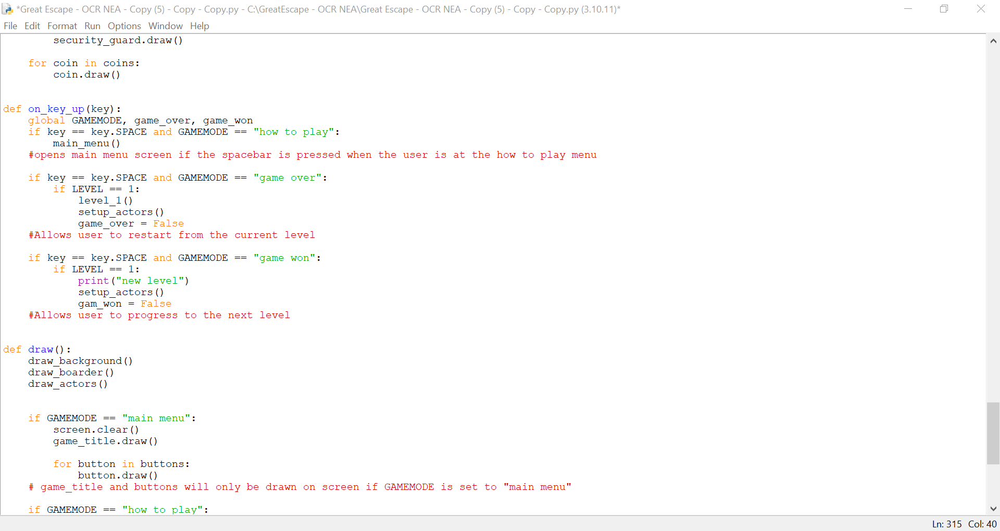 *Great Escape - OCR NEA - Copy (5) - Copy - Copy.py - C:\GreatEscape - OCR NEA\Great Escape - OCR NEA - Copy (5) - Copy - Copy.py (3.10.11)*
File Edit Format Run Options Window Help
        security_guard.draw()

    for coin in coins:
        coin.draw()


def on_key_up(key):
    global GAMEMODE, game_over, game_won
    if key == key.SPACE and GAMEMODE == "how to play":
        main_menu()
    #opens main menu screen if the spacebar is pressed when the user is at the how to play menu

    if key == key.SPACE and GAMEMODE == "game over":
        if LEVEL == 1:
            level_1()
            setup_actors()
            game_over = False
    #Allows user to restart from the current level

    if key == key.SPACE and GAMEMODE == "game won":
        if LEVEL == 1:
            print("new level")
            setup_actors()
            gam_won = False
    #Allows user to progress to the next level


def draw():
    draw_background()
    draw_boarder()
    draw_actors()


    if GAMEMODE == "main menu":
        screen.clear()
        game_title.draw()

        for button in buttons:
            button.draw()
    # game_title and buttons will only be drawn on screen if GAMEMODE is set to "main menu"

    if GAMEMODE == "how to play":
Ln: 315 Col: 40